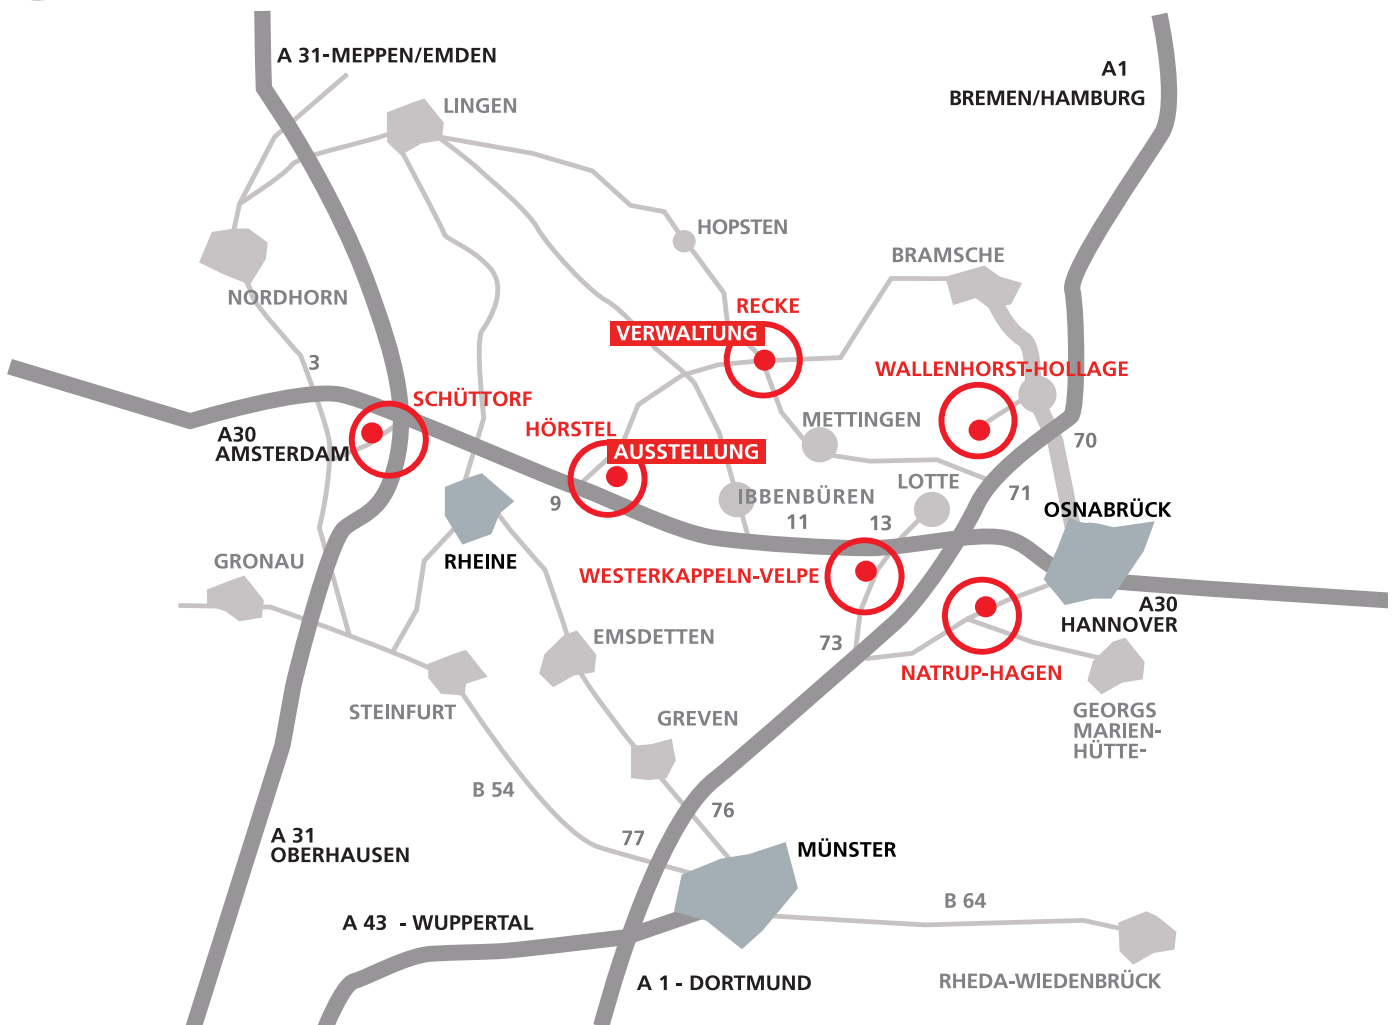 A 31-MEPPEN/EMDEN
A1
BREMEN/HAMBURG
LINGEN
HOPSTEN
BRAMSCHE
NORDHORN
RECKE
VERWALTUNG
3
WALLENHORST-HOLLAGE
SCHÜTTORF
METTINGEN
HÖRSTEL
A30
AMSTERDAM
AUSSTELLUNG
70
LOTTE
71
IBBENBÜREN
9
11
13
OSNABRÜCK
GRONAU
RHEINE
WESTERKAPPELN-VELPE
A30
HANNOVER
EMSDETTEN
73
NATRUP-HAGEN
STEINFURT
GREVEN
GEORGS
MARIEN-
HÜTTE-
B 54
76
77
A 31
OBERHAUSEN
MÜNSTER
B 64
A 43 - WUPPERTAL
A 1 - DORTMUND
RHEDA-WIEDENBRÜCK